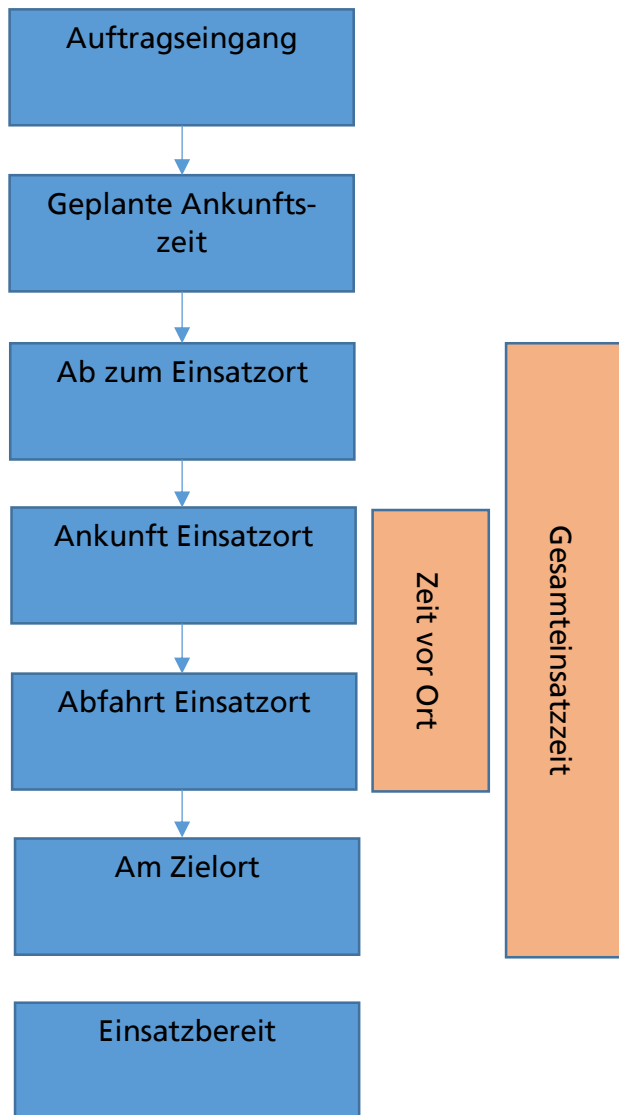 Auftragseingang
Geplante Ankunfts-
zeit
Ab zum Einsatzort
Ankunft Einsatzort
Abfahrt Einsatzort
Am Zielort
Einsatzbereit
Zeit vor Ort
Gesamteinsatzzeit